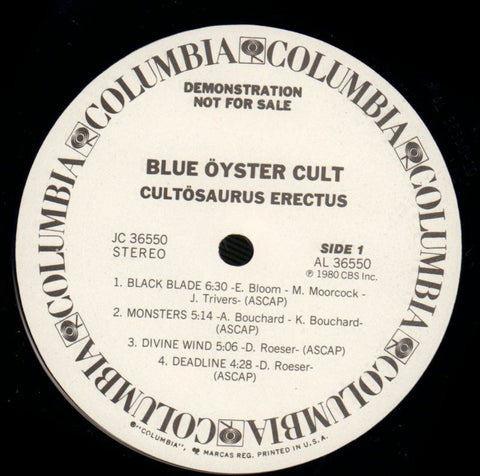 COLUMBIA COLUMBIA COLUMBIA COLUMBIA COLUMBIA COLUMBIA
DEMONSTRATION
NOT FOR SALE
BLUE ÖYSTER CULT
CULTÖSAURUS ERECTUS
JC 36550
STEREO
SIDE 1
AL 36550
℗ 1980 CBS Inc.
1. BLACK BLADE 6:30 -E. Bloom - M. Moorcock -
J. Trivers- (ASCAP)
2. MONSTERS 5:14 -A. Bouchard - K. Bouchard-
(ASCAP)
3. DIVINE WIND 5:06 -D. Roeser- (ASCAP)
4. DEADLINE 4:28 -D. Roeser-
(ASCAP)
® "COLUMBIA", MARCAS REG. PRINTED IN U.S.A.